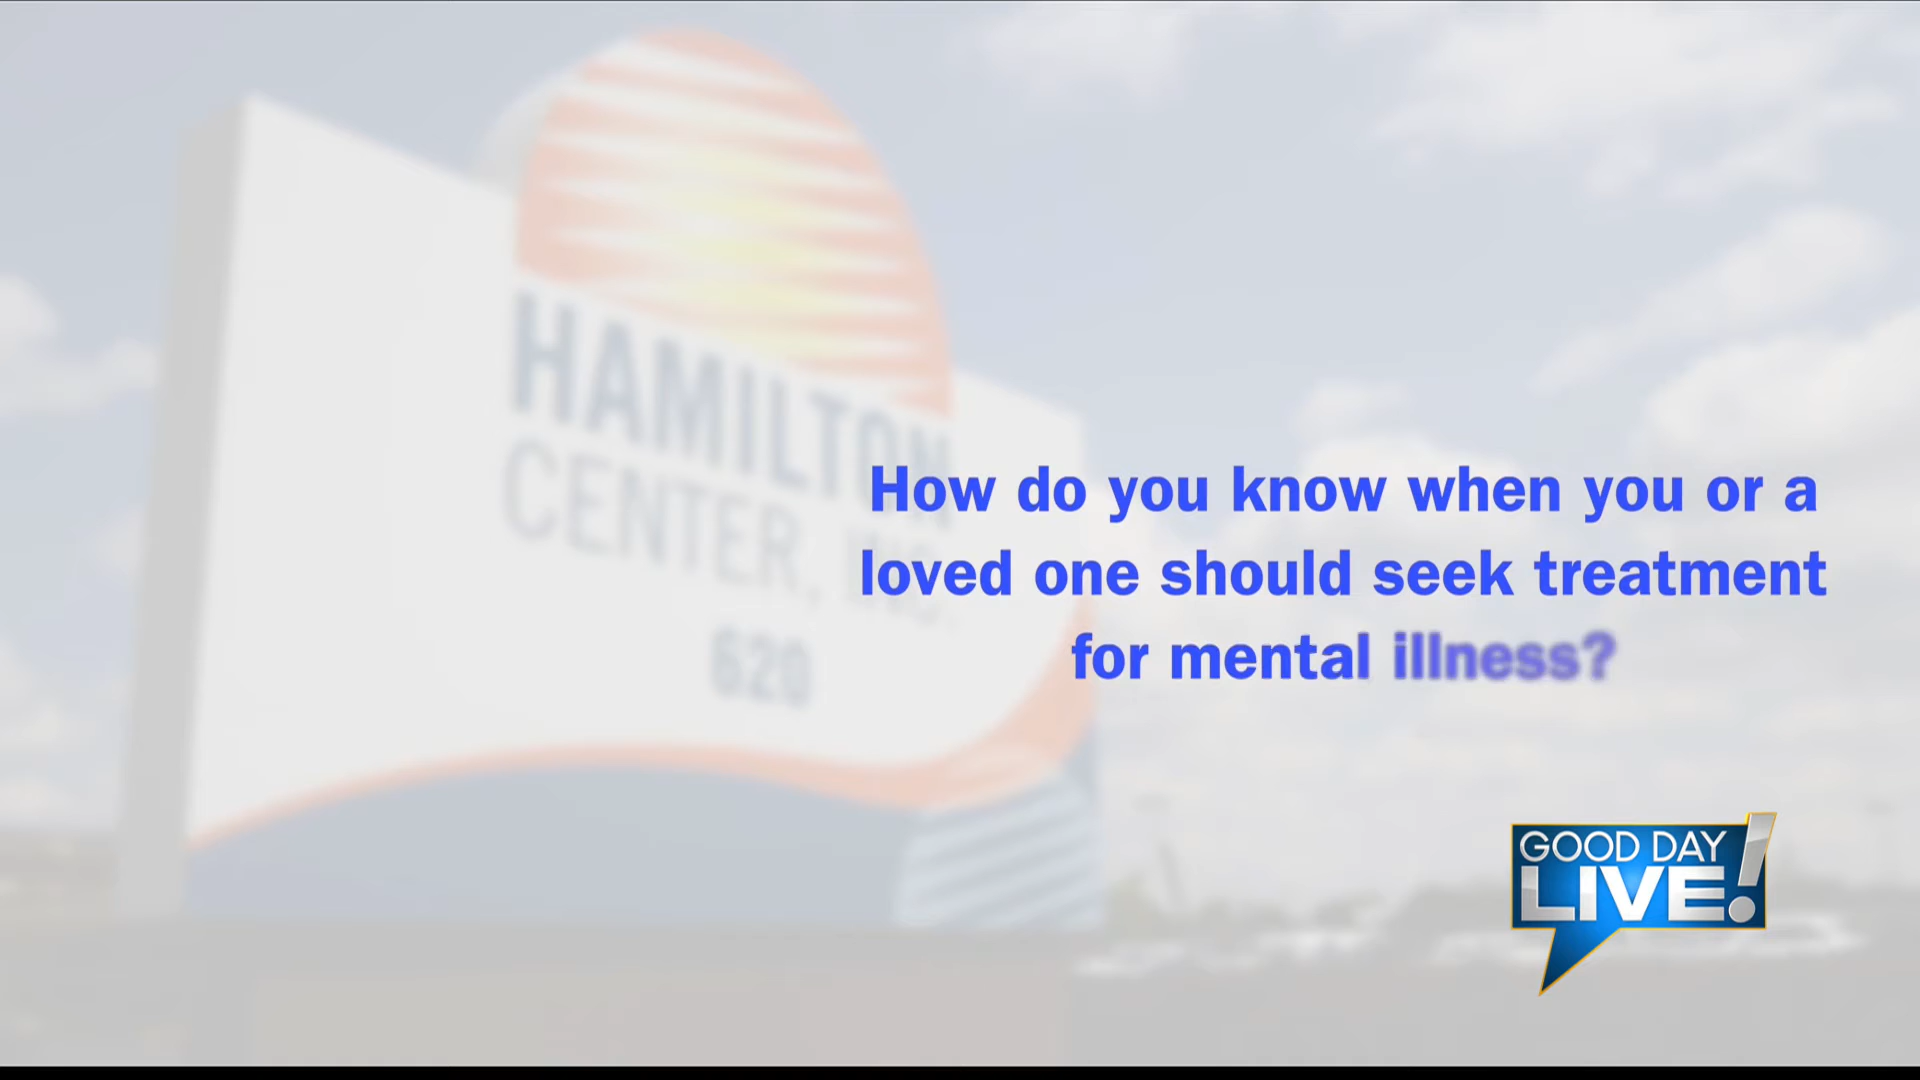 HAMILTON
CENTER, INC.
620
How do you know when you or a
loved one should seek treatment
for mental illness?
GOOD DAY
LIVE!